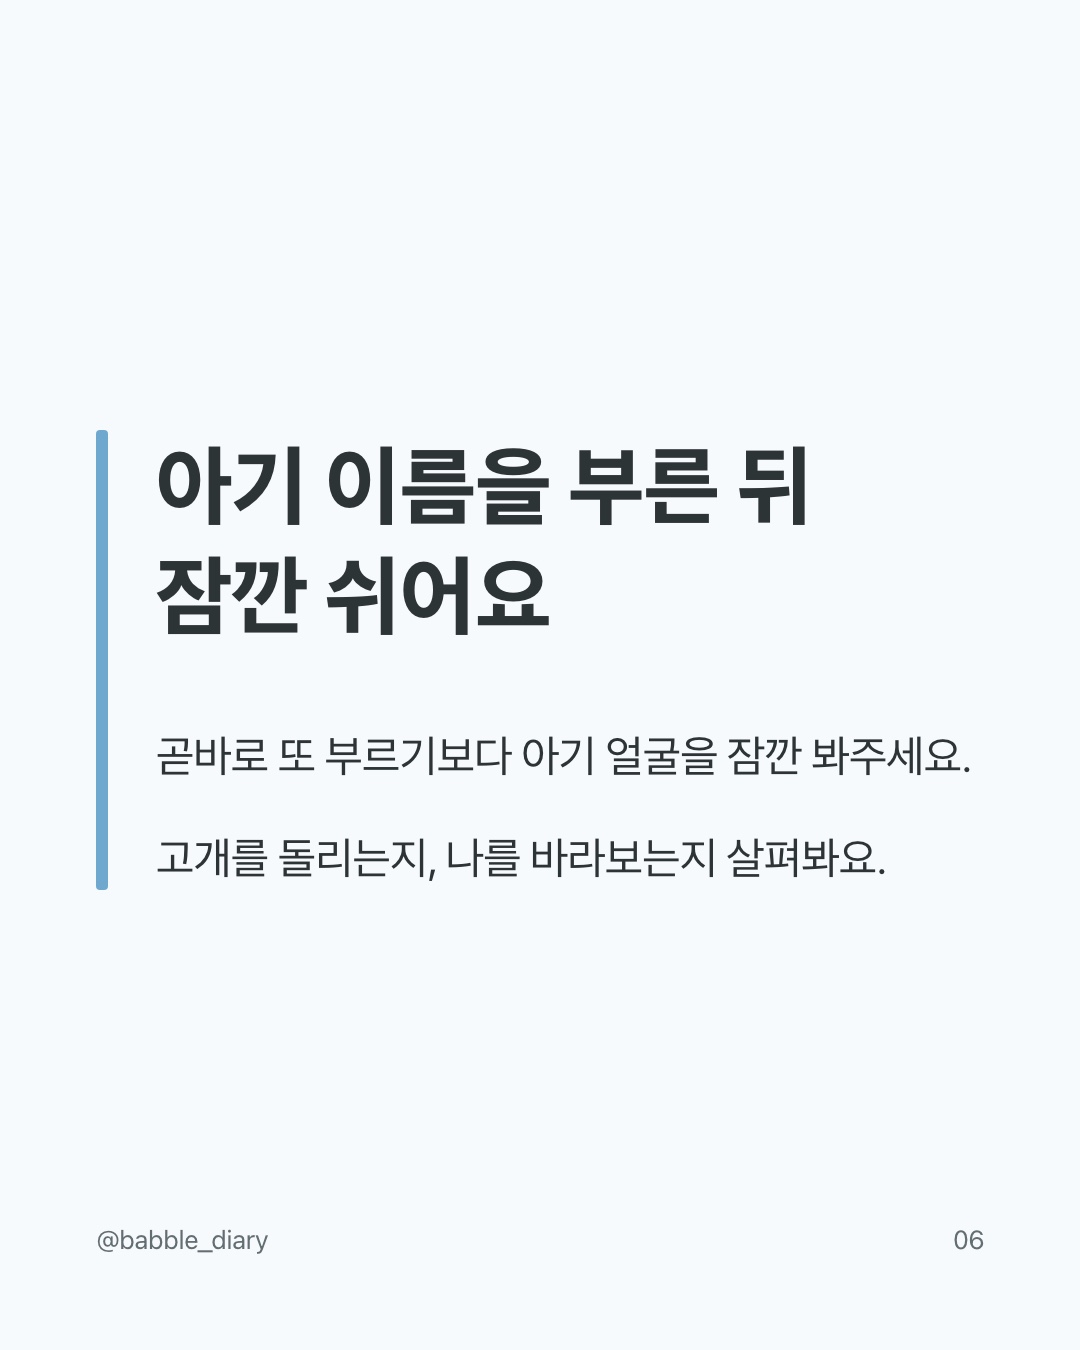 아기 이름을 부른 뒤
잠깐 쉬어요
곧바로 또 부르기보다 아기 얼굴을 잠깐 봐주세요.
고개를 돌리는지, 나를 바라보는지 살펴봐요.
@babble_diary
06